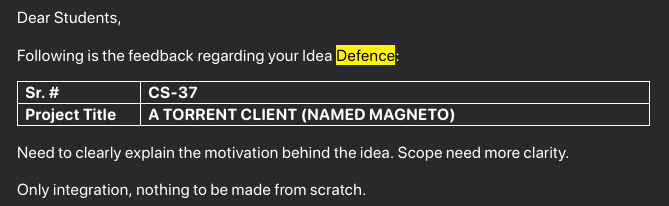 Dear Students,
Following is the feedback regarding your Idea Defence:
Sr. # CS-37
Project Title A TORRENT CLIENT (NAMED MAGNETO)
Need to clearly explain the motivation behind the idea. Scope need more clarity.
Only integration, nothing to be made from scratch.